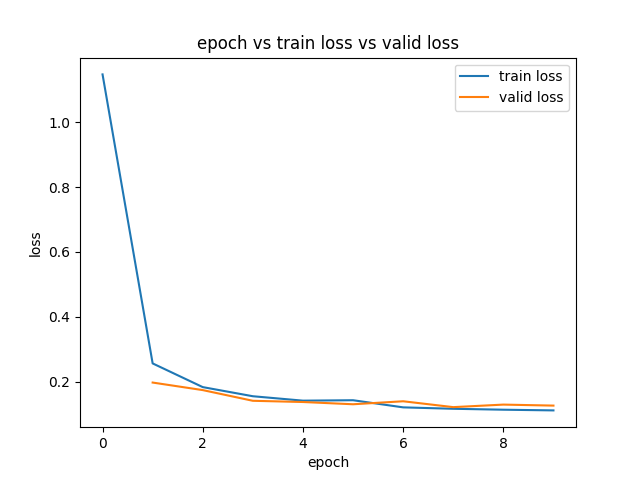 epoch vs train loss vs valid loss
train loss
valid loss
1.0
0.8
0.6
0.4
0.2
loss
0 2 4 6 8
epoch